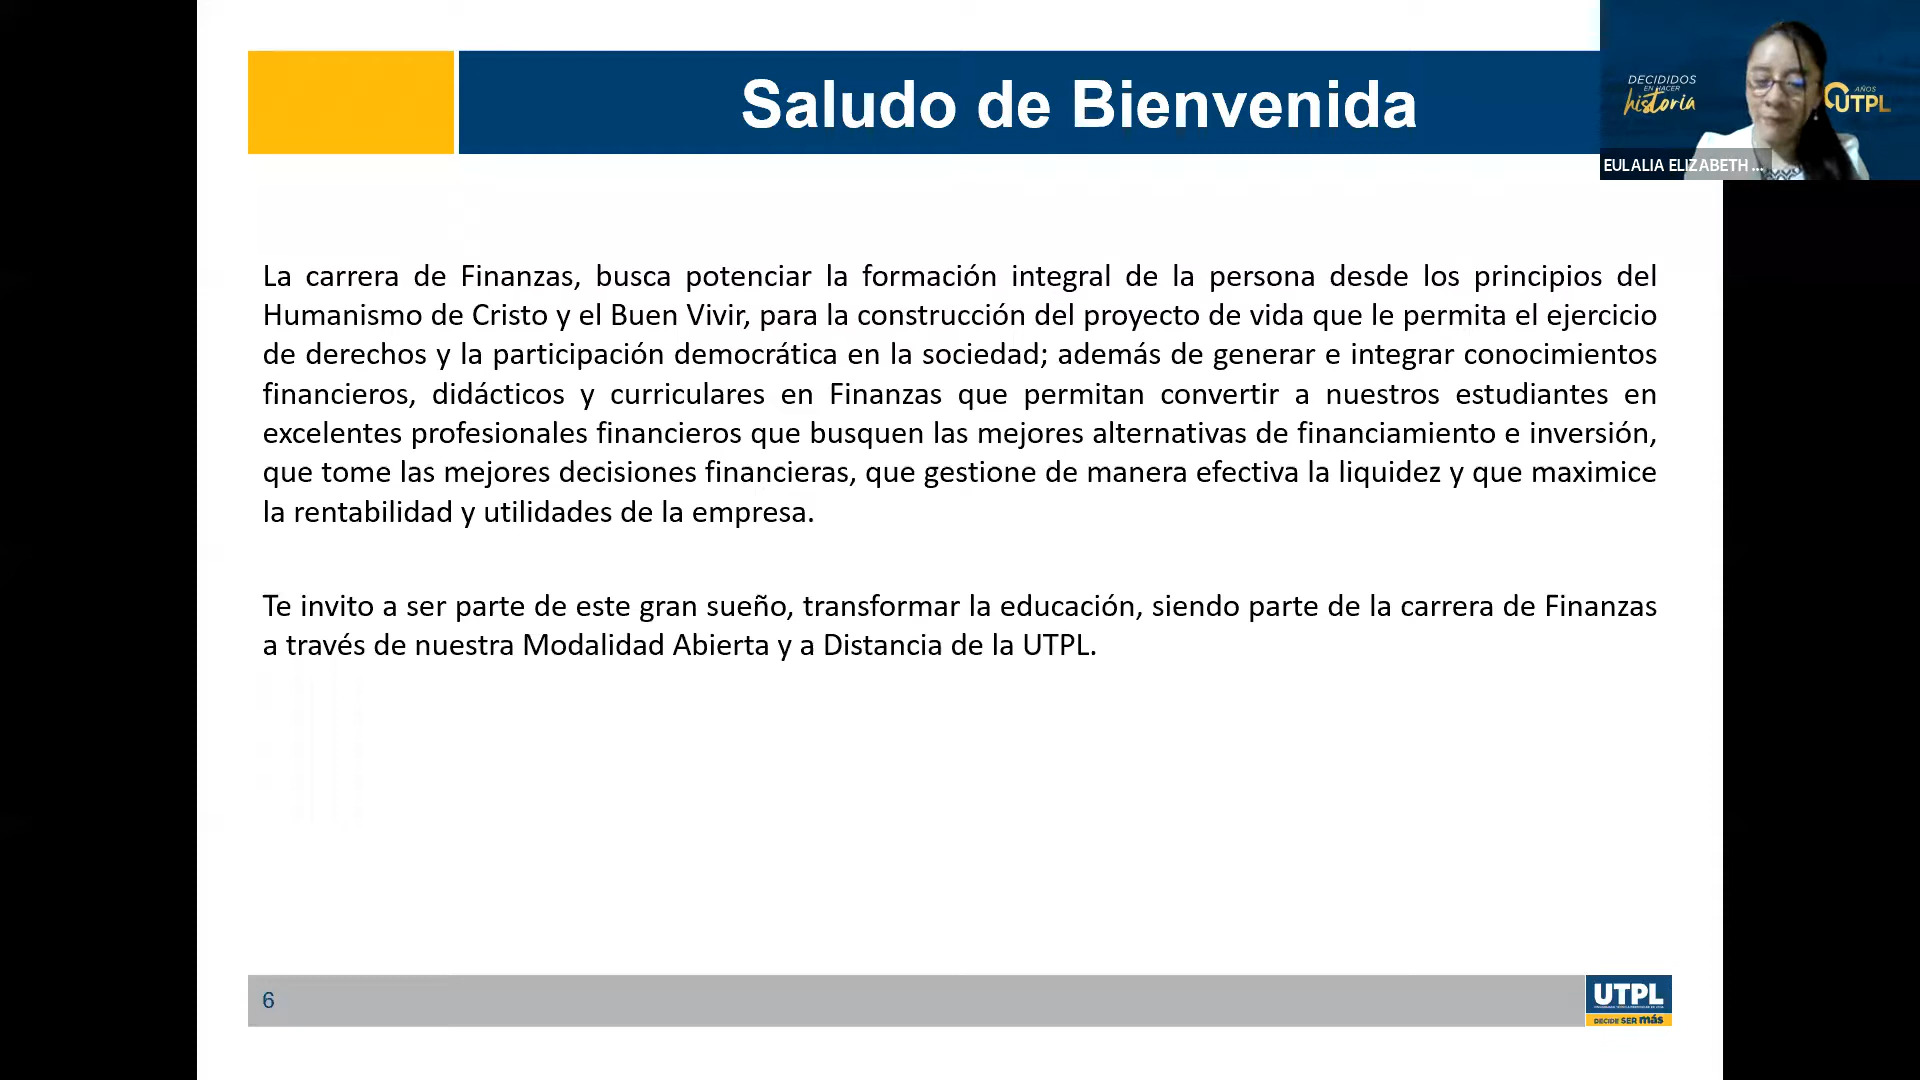 Saludo de Bienvenida
DECIDIDOS
EN HACER
historia
AÑOS
UTPL
EULALIA ELIZABETH ...
La carrera de Finanzas, busca potenciar la formación integral de la persona desde los principios del
Humanismo de Cristo y el Buen Vivir, para la construcción del proyecto de vida que le permita el ejercicio
de derechos y la participación democrática en la sociedad; además de generar e integrar conocimientos
financieros, didácticos y curriculares en Finanzas que permitan convertir a nuestros estudiantes en
excelentes profesionales financieros que busquen las mejores alternativas de financiamiento e inversión,
que tome las mejores decisiones financieras, que gestione de manera efectiva la liquidez y que maximice
la rentabilidad y utilidades de la empresa.
Te invito a ser parte de este gran sueño, transformar la educación, siendo parte de la carrera de Finanzas
a través de nuestra Modalidad Abierta y a Distancia de la UTPL.
6
UTPL
DECIDE SER más